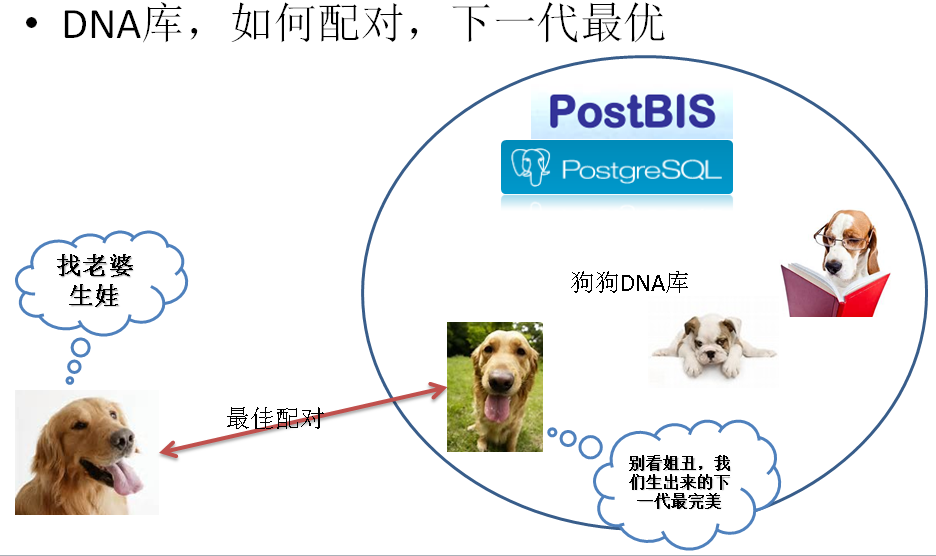 • DNA库，如何配对，下一代最优
PostBIS
PostgreSQL
找老婆
生娃
狗狗DNA库
最佳配对
别看姐丑，我
们生出来的下
一代最完美